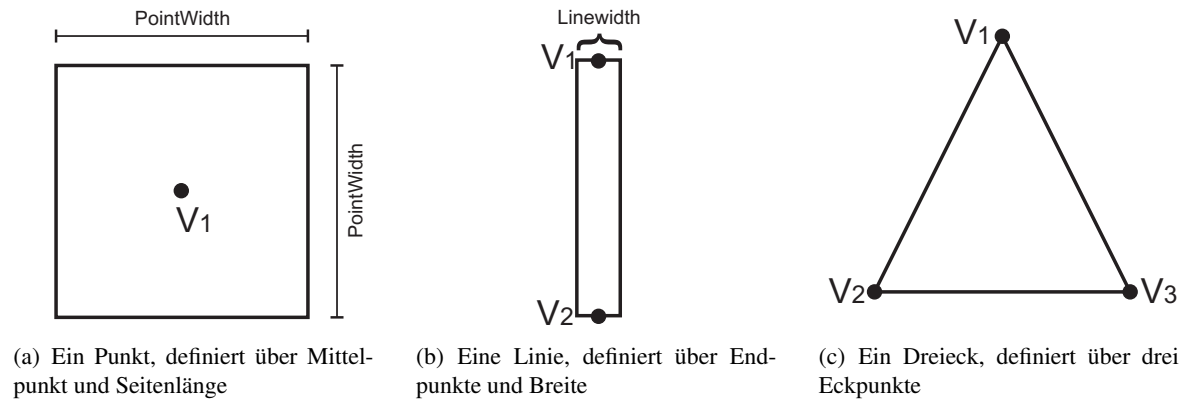 PointWidth
PointWidth
V1
(a) Ein Punkt, definiert über Mittel-
punkt und Seitenlänge
Linewidth
V1
V2
(b) Eine Linie, definiert über End-
punkte und Breite
V1
V2
V3
(c) Ein Dreieck, definiert über drei
Eckpunkte